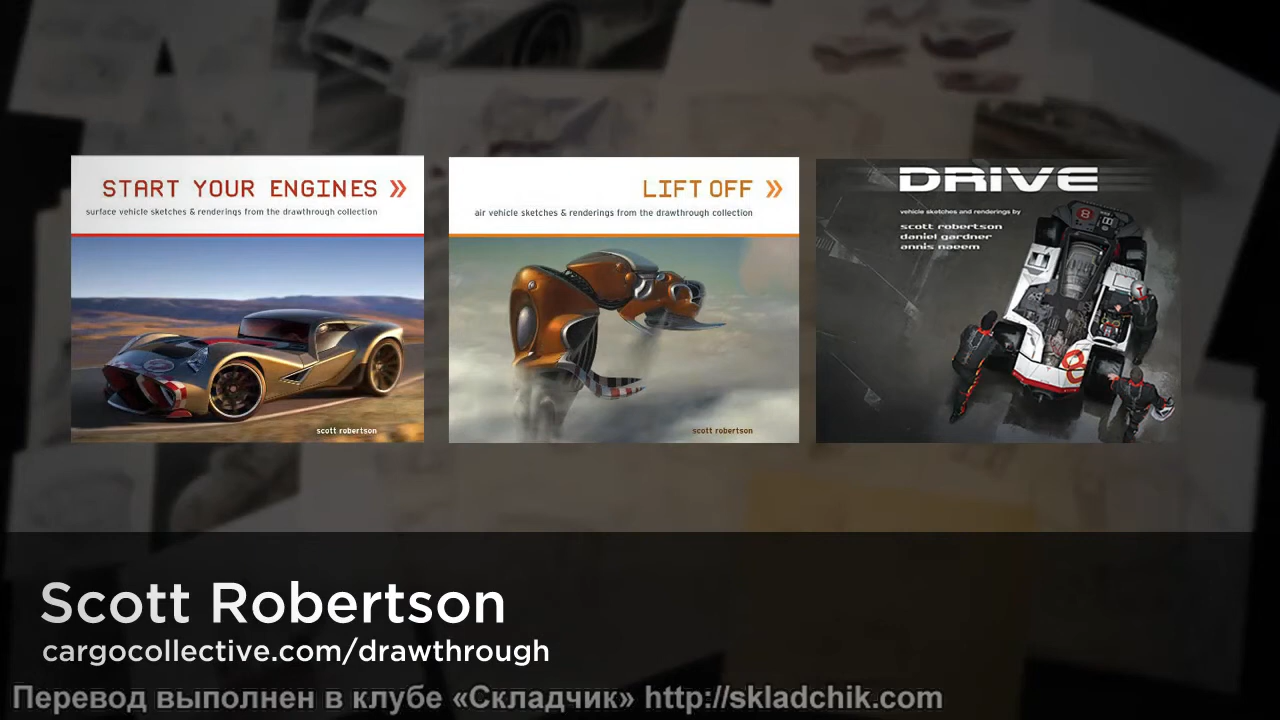 START YOUR ENGINES »
surface vehicle sketches & renderings from the drawthrough collection
scott robertson
LIFT OFF »
air vehicle sketches & renderings from the drawthrough collection
scott robertson
DRIVE
vehicle sketches and renderings by
scott robertson
daniel gardner
annis naeem
8
8
Scott Robertson
cargocollective.com/drawthrough
Перевод выполнен в клубе «Складчик» http://skladchik.com